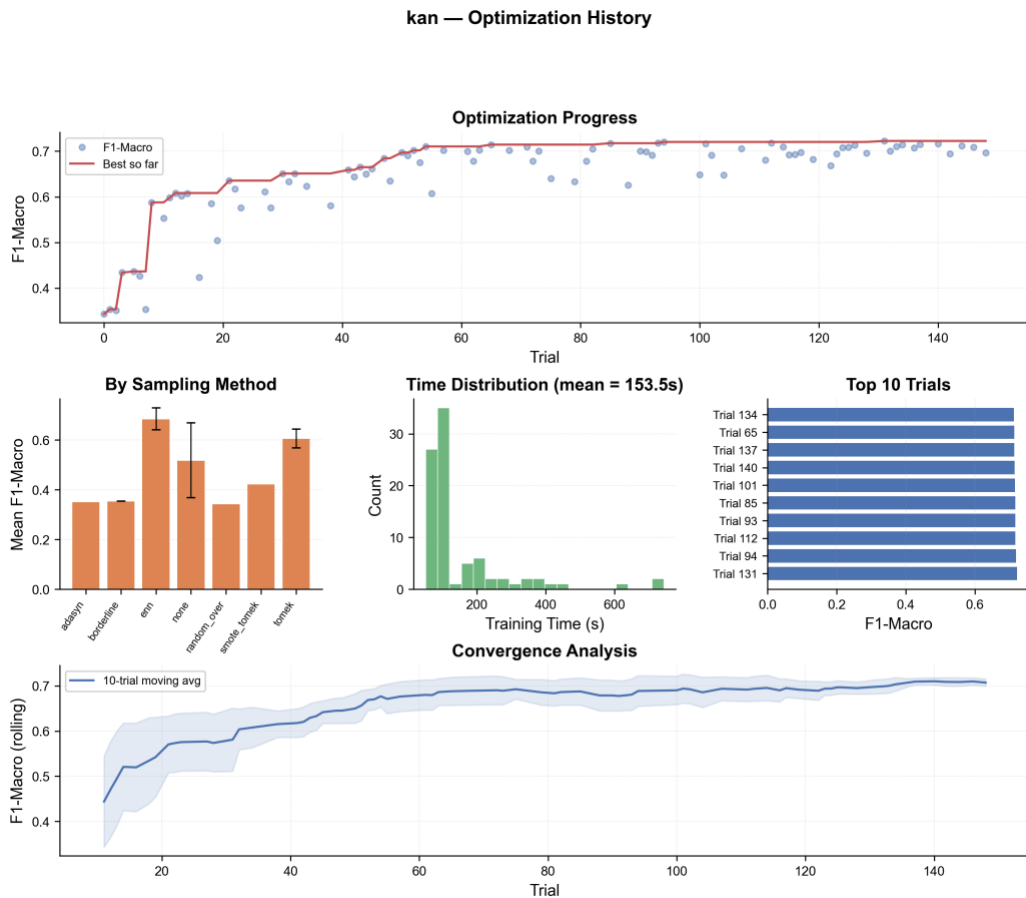 kan — Optimization History
Optimization Progress
F1-Macro
Best so far
F1-Macro
0.7
0.6
0.5
0.4
0 20 40 60 80 100 120 140
Trial
By Sampling Method
Mean F1-Macro
0.6
0.4
0.2
0.0
adasyn borderline enn none random_over smote_tomek tomek
Time Distribution (mean = 153.5s)
Count
30
20
10
0
200 400 600
Training Time (s)
Top 10 Trials
Trial 134
Trial 65
Trial 137
Trial 140
Trial 101
Trial 85
Trial 93
Trial 112
Trial 94
Trial 131
0.0 0.2 0.4 0.6
F1-Macro
Convergence Analysis
10-trial moving avg
F1-Macro (rolling)
0.7
0.6
0.5
0.4
20 40 60 80 100 120 140
Trial